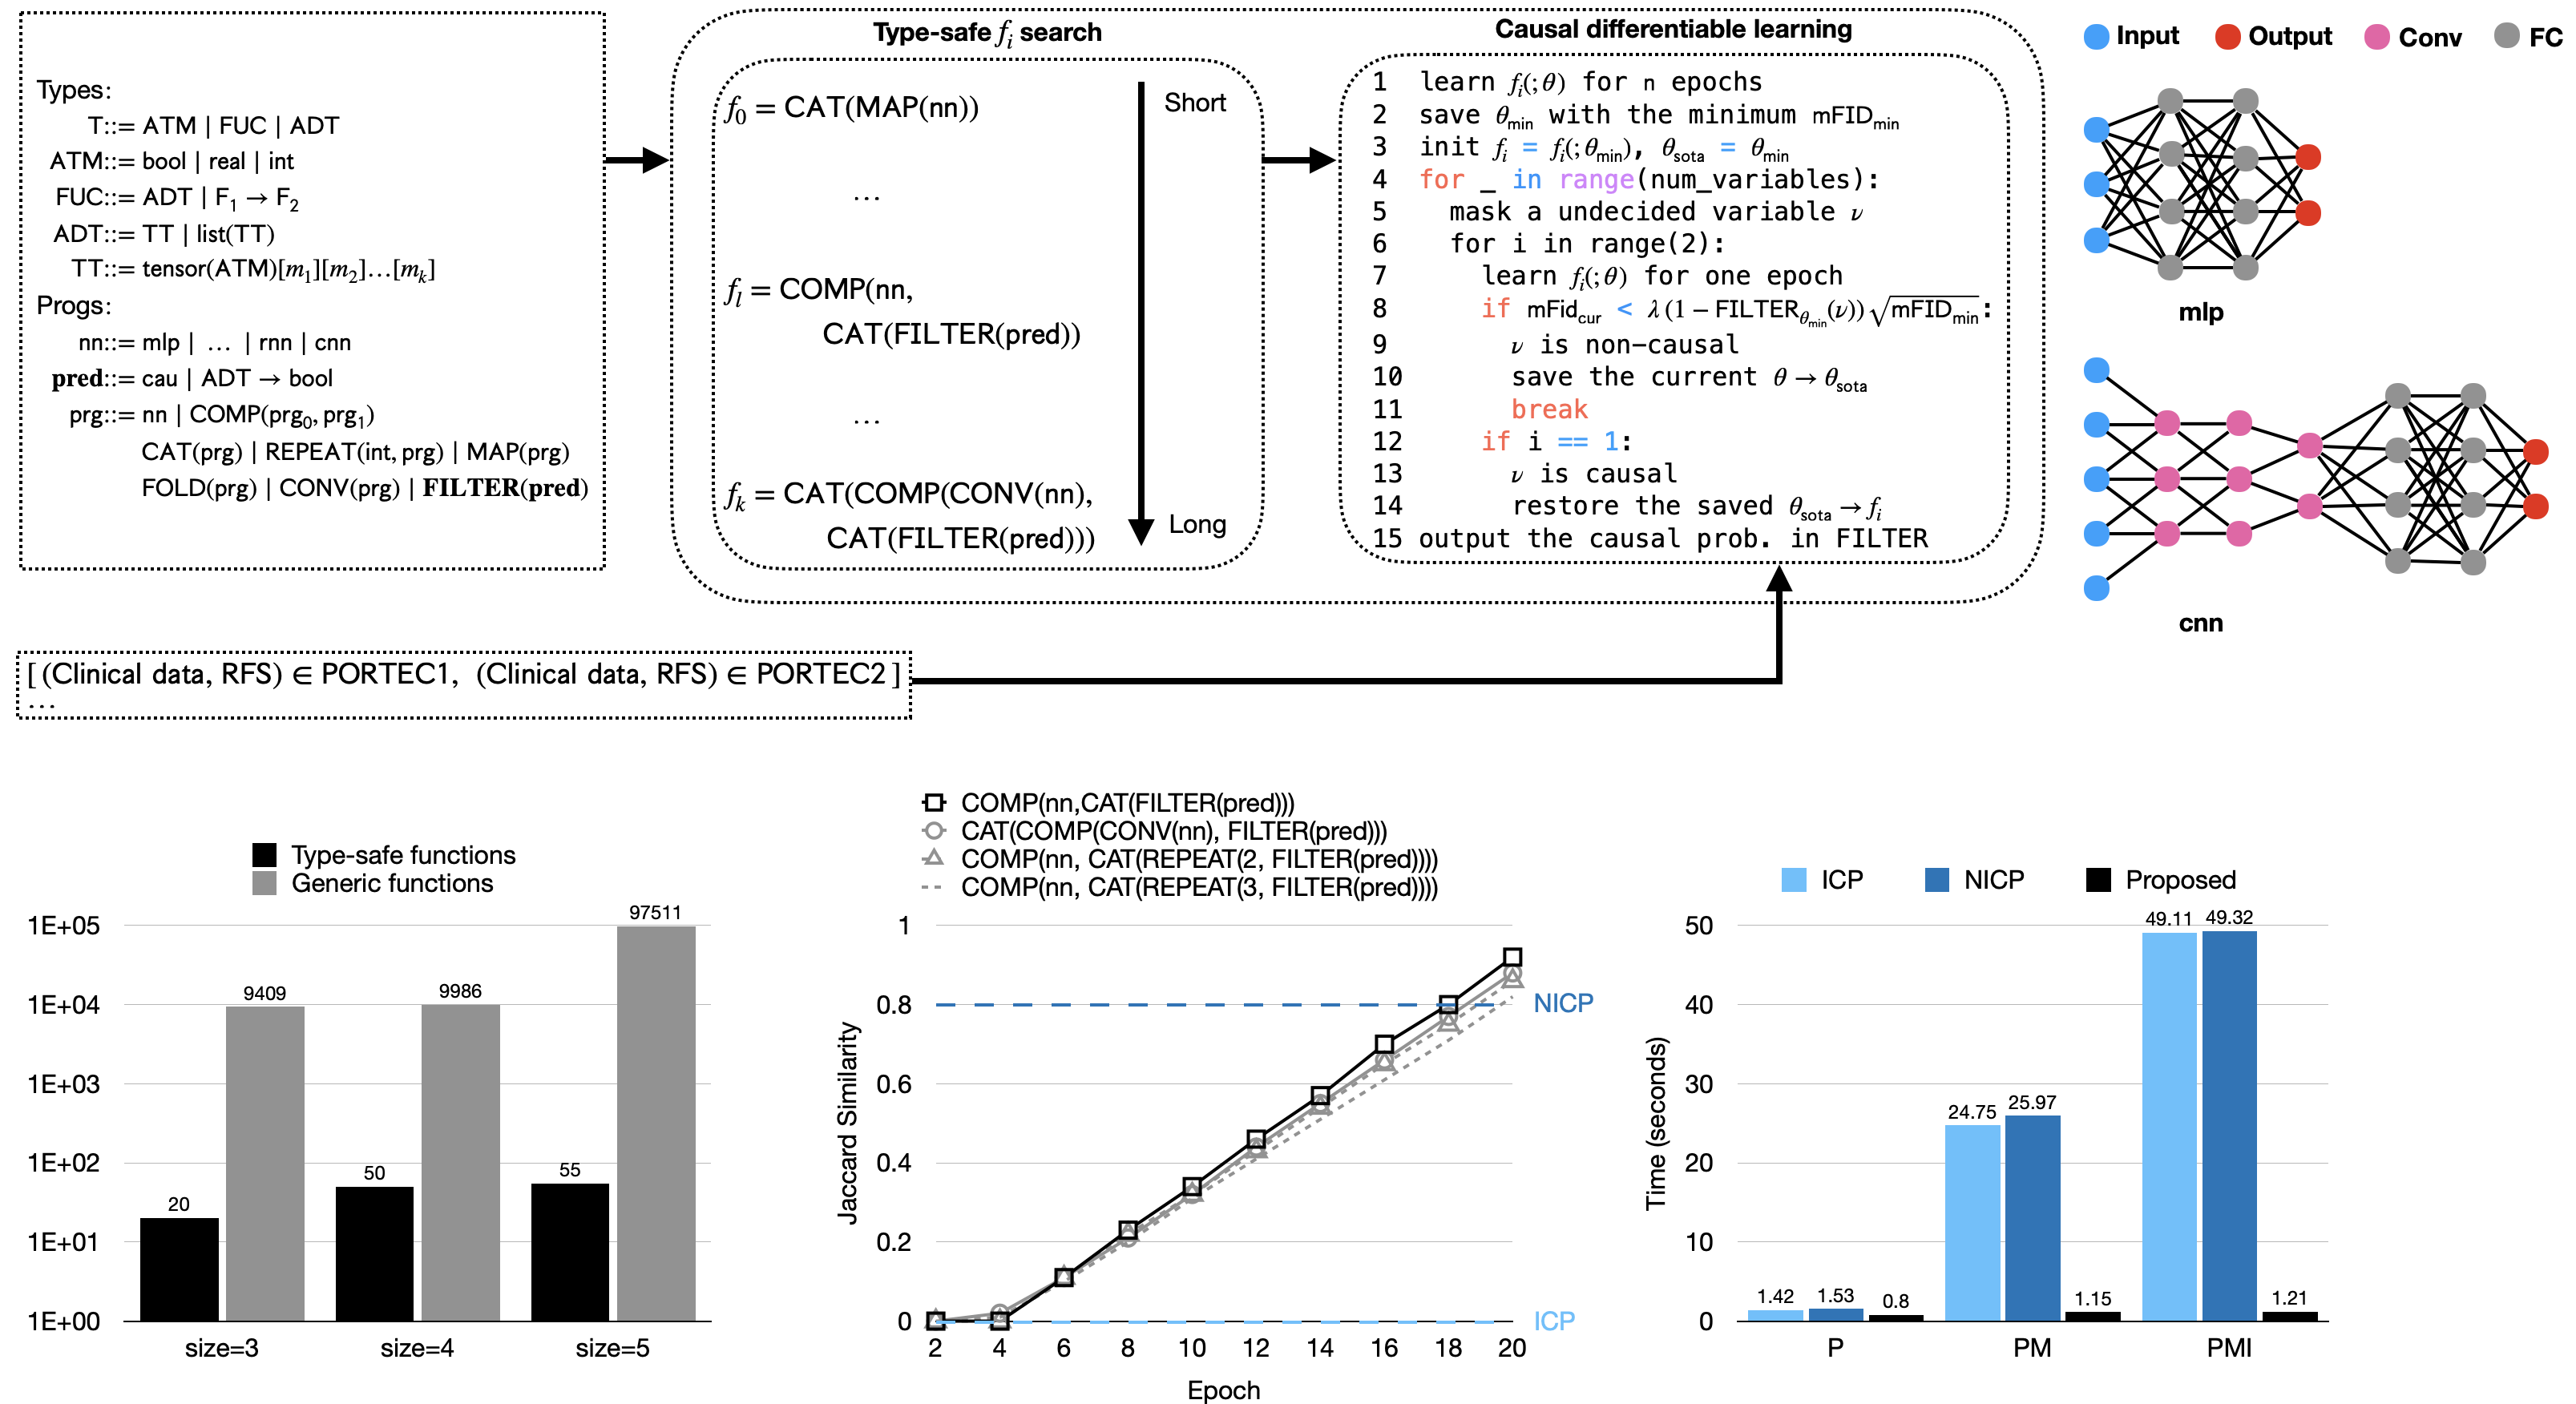 Types:
T::= ATM | FUC | ADT
ATM::= bool | real | int
FUC::= ADT | F₁ → F₂
ADT::= TT | list(TT)
TT::= tensor(ATM)[m₁][m₂]…[mₖ]
Progs:
nn::= mlp | … | rnn | cnn
pred::= cau | ADT → bool
prg::= nn | COMP(prg₀, prg₁)
CAT(prg) | REPEAT(int, prg) | MAP(prg)
FOLD(prg) | CONV(prg) | FILTER(pred)
Type-safe fᵢ search
f₀ = CAT(MAP(nn))
…
fₗ = COMP(nn,
CAT(FILTER(pred))
…
fₖ = CAT(COMP(CONV(nn),
CAT(FILTER(pred)))
Short
Long
Causal differentiable learning
1 learn fᵢ(;θ) for n epochs
2 save θ_min with the minimum mFID_min
3 init fᵢ = fᵢ(;θ_min), θ_sota = θ_min
4 for _ in range(num_variables):
5 mask a undecided variable ν
6 for i in range(2):
7 learn fᵢ(;θ) for one epoch
8 if mFid_cur < λ(1 − FILTER_θ_min(ν))√mFID_min:
9 ν is non-causal
10 save the current θ → θ_sota
11 break
12 if i == 1:
13 ν is causal
14 restore the saved θ_sota → fᵢ
15 output the causal prob. in FILTER
Input Output Conv FC
mlp
cnn
[ (Clinical data, RFS) ∈ PORTEC1, (Clinical data, RFS) ∈ PORTEC2 ]
…
Type-safe functions
Generic functions
1E+05
1E+04
1E+03
1E+02
1E+01
1E+00
20
9409
50
9986
55
97511
size=3 size=4 size=5
COMP(nn,CAT(FILTER(pred)))
CAT(COMP(CONV(nn), FILTER(pred)))
COMP(nn, CAT(REPEAT(2, FILTER(pred))))
COMP(nn, CAT(REPEAT(3, FILTER(pred))))
Jaccard Similarity
1
0.8
0.6
0.4
0.2
0
NICP
ICP
2 4 6 8 10 12 14 16 18 20
Epoch
ICP NICP Proposed
Time (seconds)
50
40
30
20
10
0
1.42 1.53 0.8
24.75 25.97 1.15
49.11 49.32 1.21
P PM PMI